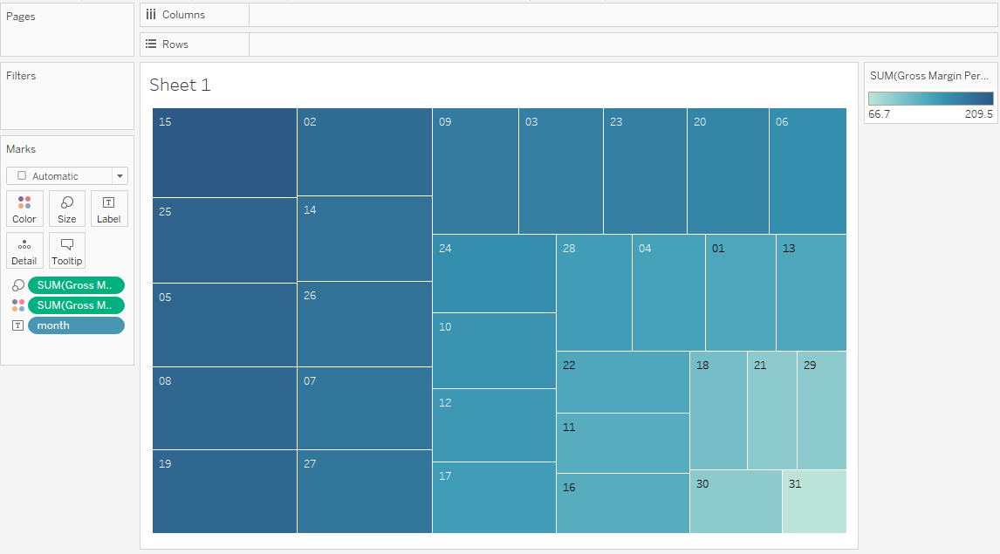 Pages
Columns
Rows
Filters
Marks
Automatic
Color
Size
Label
Detail
Tooltip
SUM(Gross M..
SUM(Gross M..
month
Sheet 1
15
25
05
08
19
02
14
26
07
27
09
03
23
20
06
24
10
12
17
28
04
01
13
22
11
16
18
21
29
30
31
SUM(Gross Margin Per...
66.7 209.5